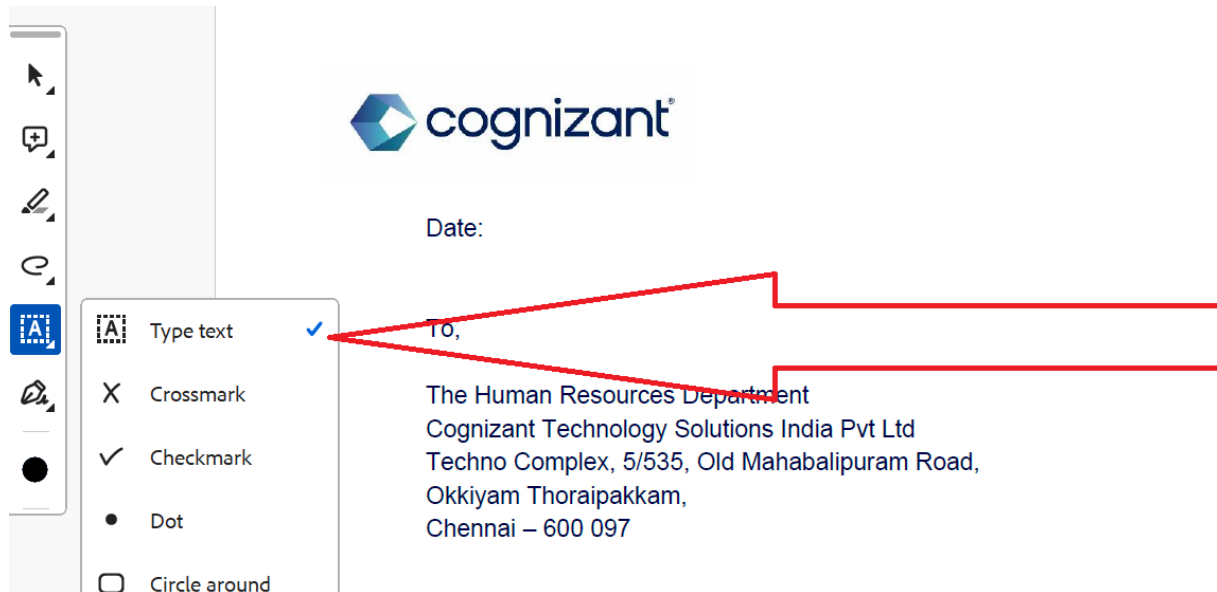 cognizant®
Date:
To,
The Human Resources Department
Cognizant Technology Solutions India Pvt Ltd
Techno Complex, 5/535, Old Mahabalipuram Road,
Okkiyam Thoraipakkam,
Chennai – 600 097
A
A Type text
Crossmark
Checkmark
Dot
Circle around